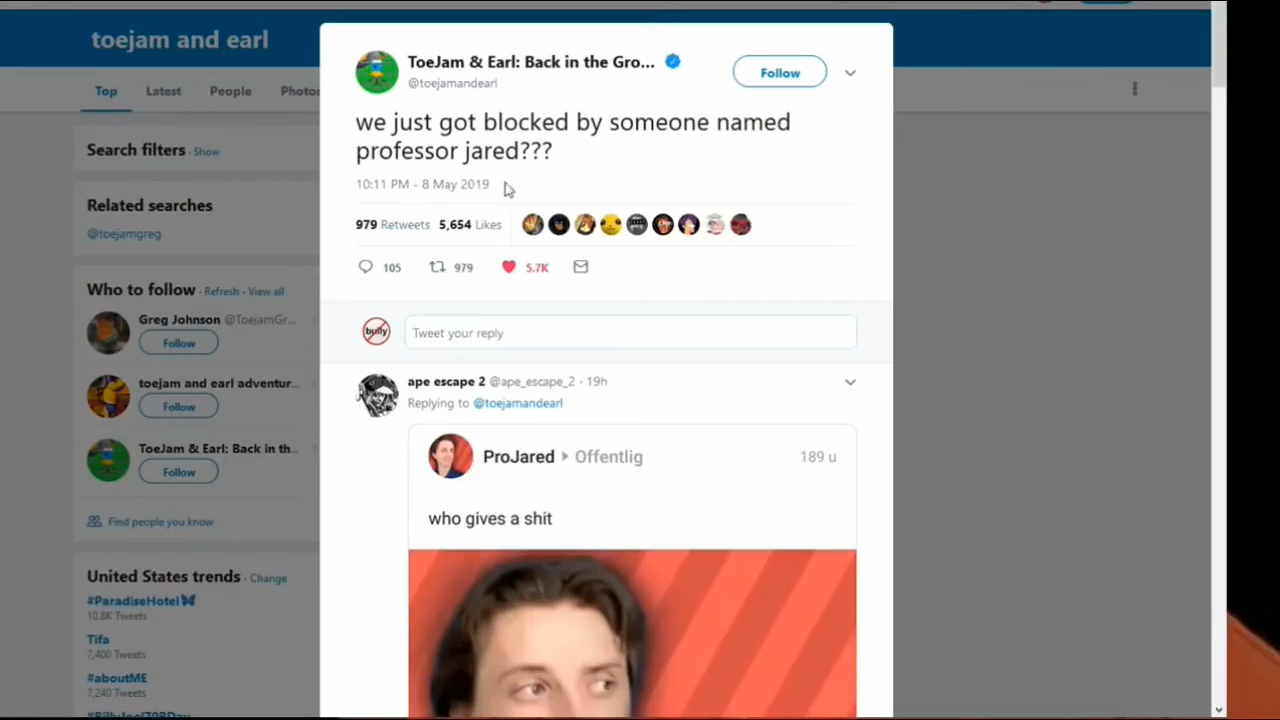 toejam and earl
Top Latest People Photos
Search filters · Show
Related searches
@toejamgreg
Who to follow · Refresh · View all
Greg Johnson @ToejamGr...
Follow
toejam and earl adventur...
Follow
ToeJam & Earl: Back in th...
Follow
Find people you know
United States trends · Change
#ParadiseHotel
10.8K Tweets
Tifa
7,400 Tweets
#aboutME
7,240 Tweets
ToeJam & Earl: Back in the Gro...
@toejamandearl
Follow
we just got blocked by someone named
professor jared???
10:11 PM - 8 May 2019
979 Retweets 5,654 Likes
105 979 5.7K
bully
Tweet your reply
ape escape 2 @ape_escape_2 · 19h
Replying to @toejamandearl
ProJared ▸ Offentlig 189 u
who gives a shit